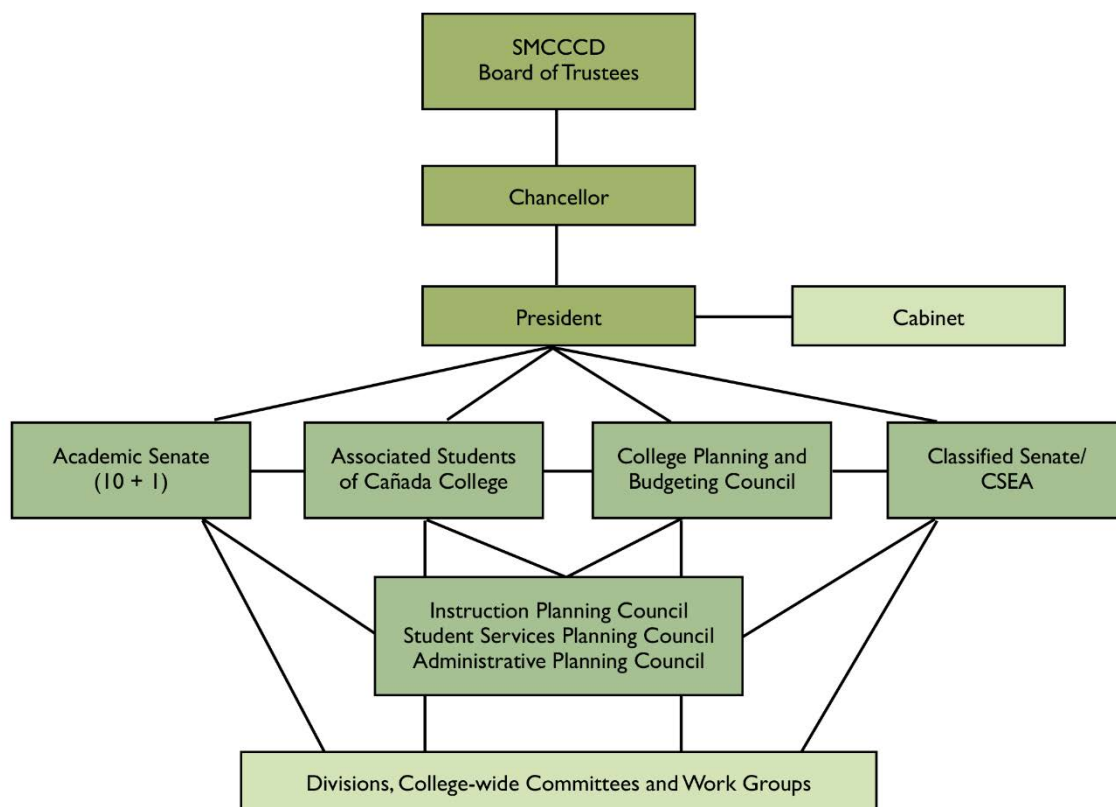 SMCCCD
Board of Trustees
Chancellor
President
Cabinet
Academic Senate
(10 + 1)
Associated Students
of Cañada College
College Planning and
Budgeting Council
Classified Senate/
CSEA
Instruction Planning Council
Student Services Planning Council
Administrative Planning Council
Divisions, College-wide Committees and Work Groups